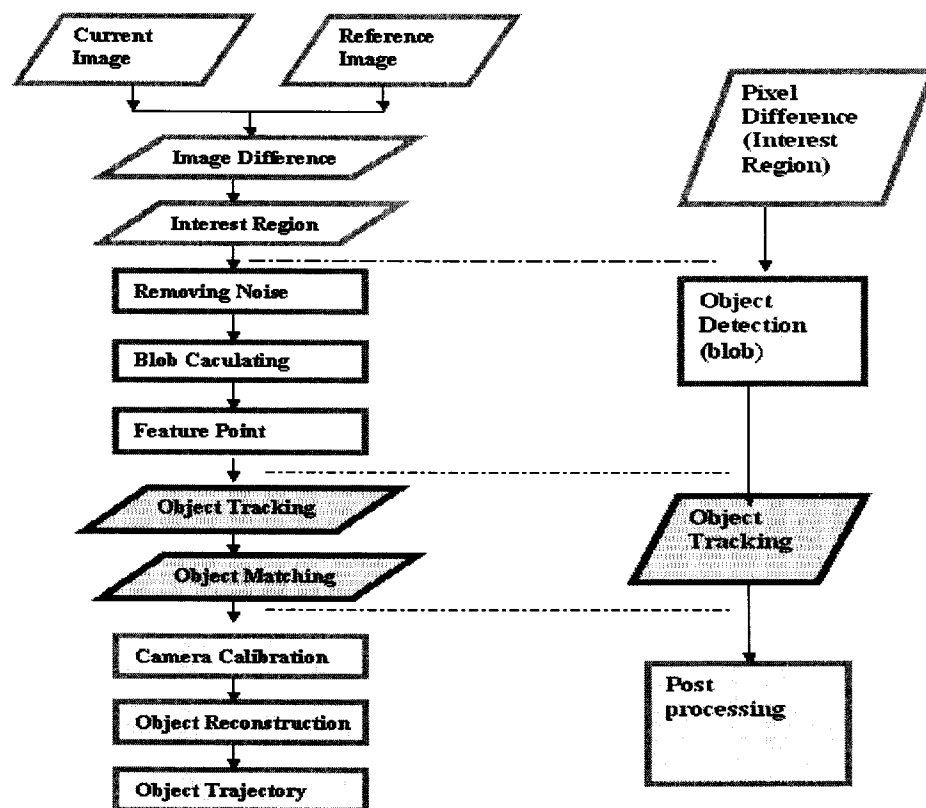 Current
Image
Reference
Image
Image Difference
Interest Region
Removing Noise
Blob Caculating
Feature Point
Object Tracking
Object Matching
Camera Calibration
Object Reconstruction
Object Trajectory
Pixel
Difference
(Interest
Region)
Object
Detection
(blob)
Object
Tracking
Post
processing